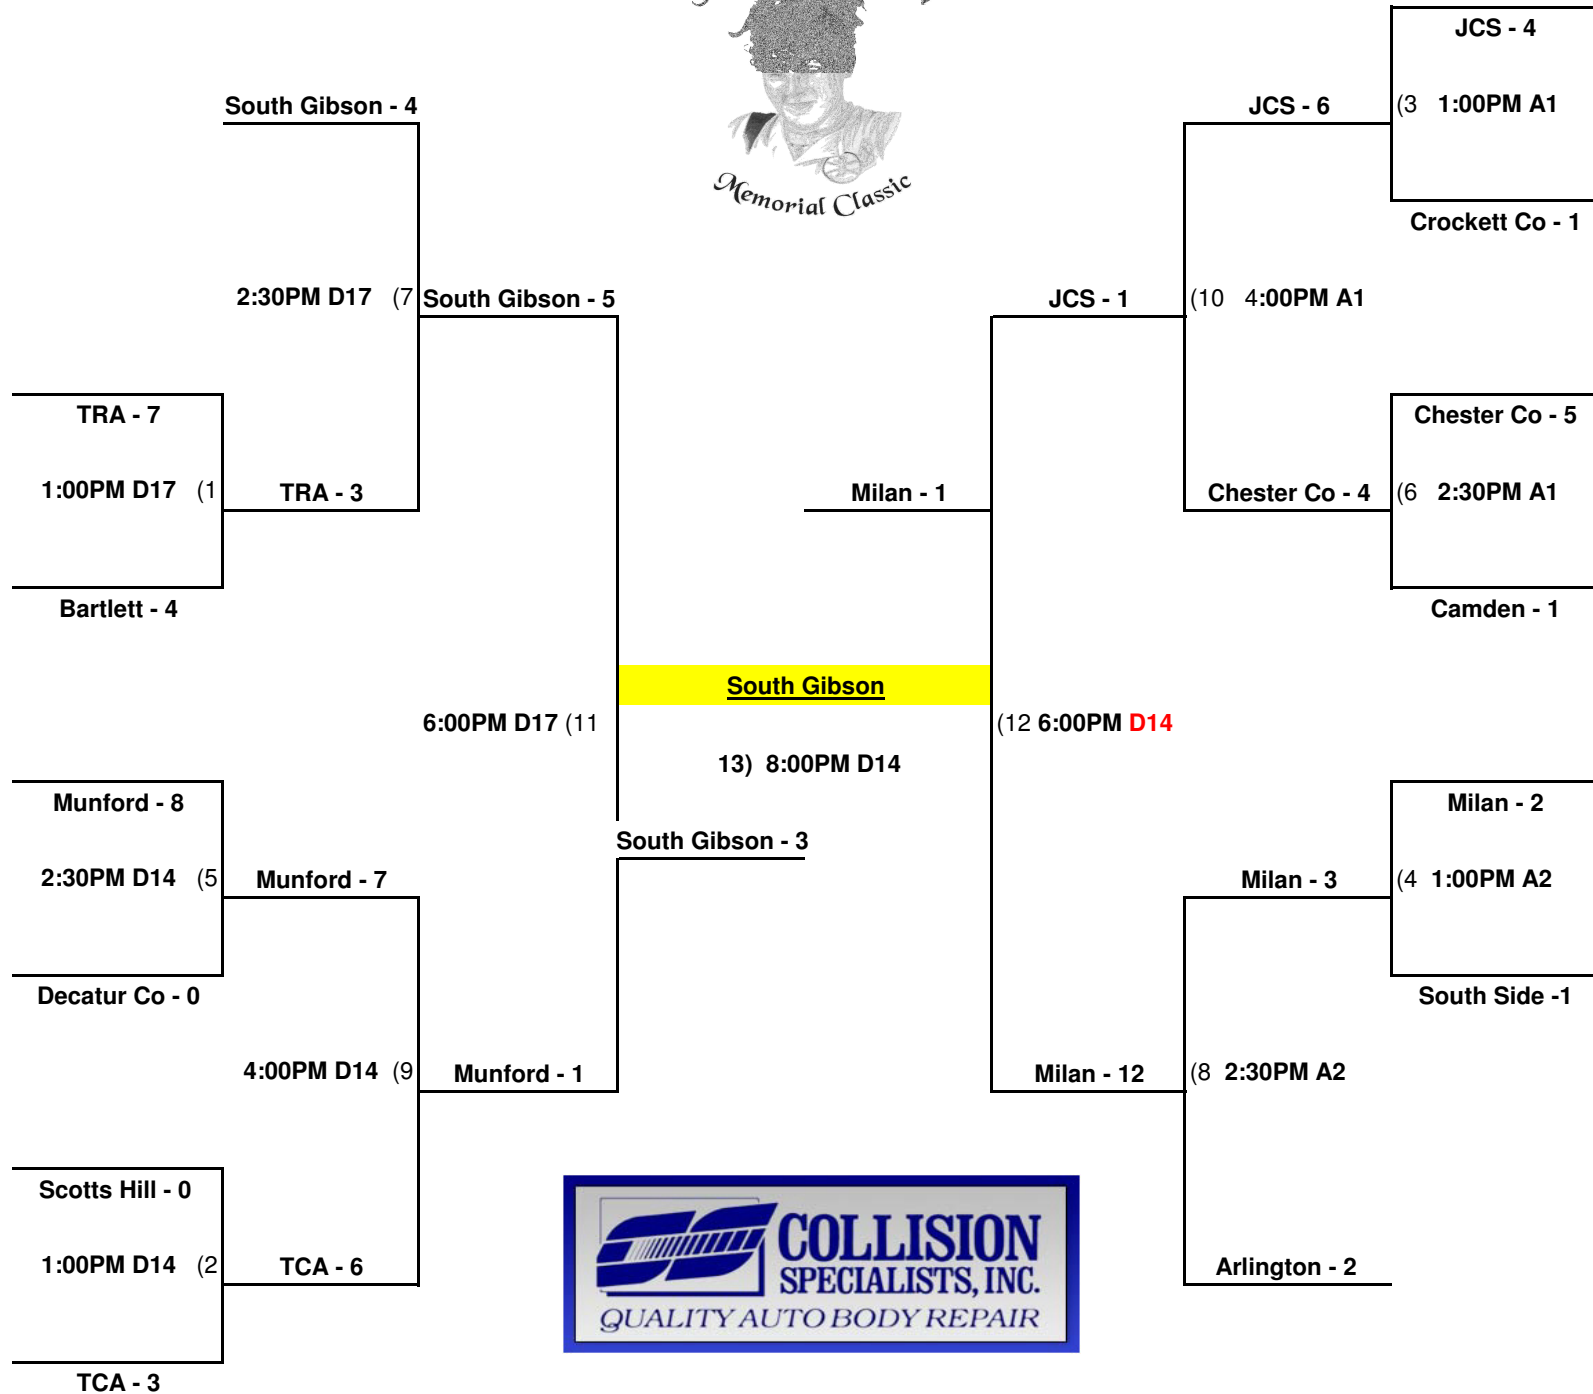 Memorial Classic
JCS - 4
South Gibson - 4
JCS - 6
(3 1:00PM A1
Crockett Co - 1
2:30PM D17 (7
South Gibson - 5
JCS - 1
(10 4:00PM A1
TRA - 7
Chester Co - 5
1:00PM D17 (1
TRA - 3
Milan - 1
Chester Co - 4
(6 2:30PM A1
Bartlett - 4
Camden - 1
South Gibson
6:00PM D17 (11
(12 6:00PM D14
13) 8:00PM D14
Munford - 8
Milan - 2
South Gibson - 3
2:30PM D14 (5
Munford - 7
Milan - 3
(4 1:00PM A2
Decatur Co - 0
South Side -1
4:00PM D14 (9
Munford - 1
Milan - 12
(8 2:30PM A2
Scotts Hill - 0
1:00PM D14 (2
TCA - 6
Arlington - 2
TCA - 3
COLLISION
SPECIALISTS, INC.
QUALITY AUTO BODY REPAIR